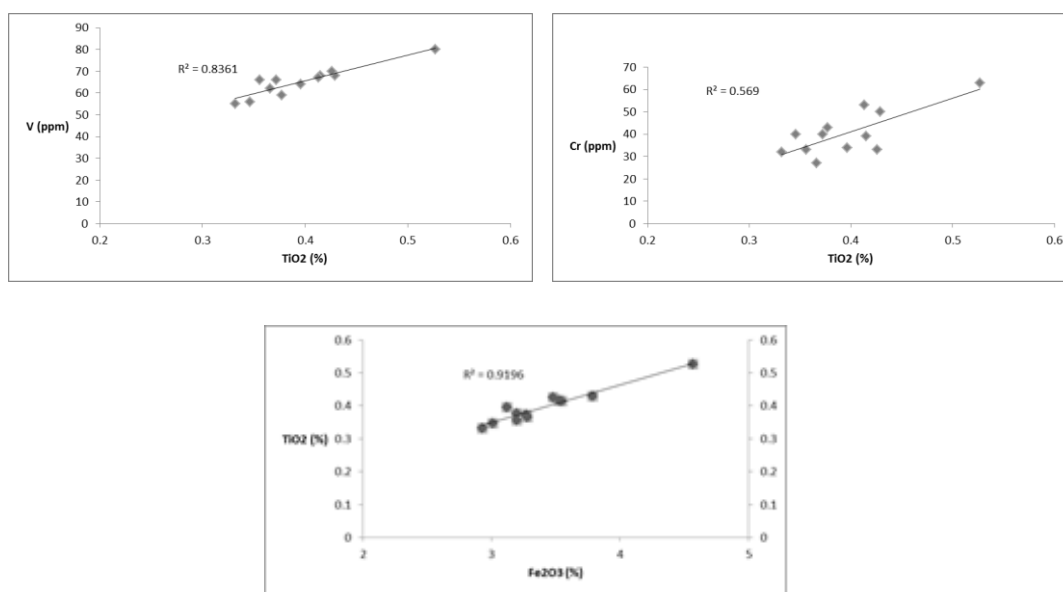 90
80
70
60
50
40
30
20
10
0
V (ppm)
R² = 0.8361
0.2 0.3 0.4 0.5 0.6
TiO2 (%)
70
60
50
40
30
20
10
0
Cr (ppm)
R² = 0.569
0.2 0.3 0.4 0.5 0.6
TiO2 (%)
0.6 0.6
0.5 0.5
0.4 0.4
0.3 0.3
0.2 0.2
0.1 0.1
0 0
TiO2 (%)
R² = 0.9196
2 3 4 5
Fe2O3 (%)